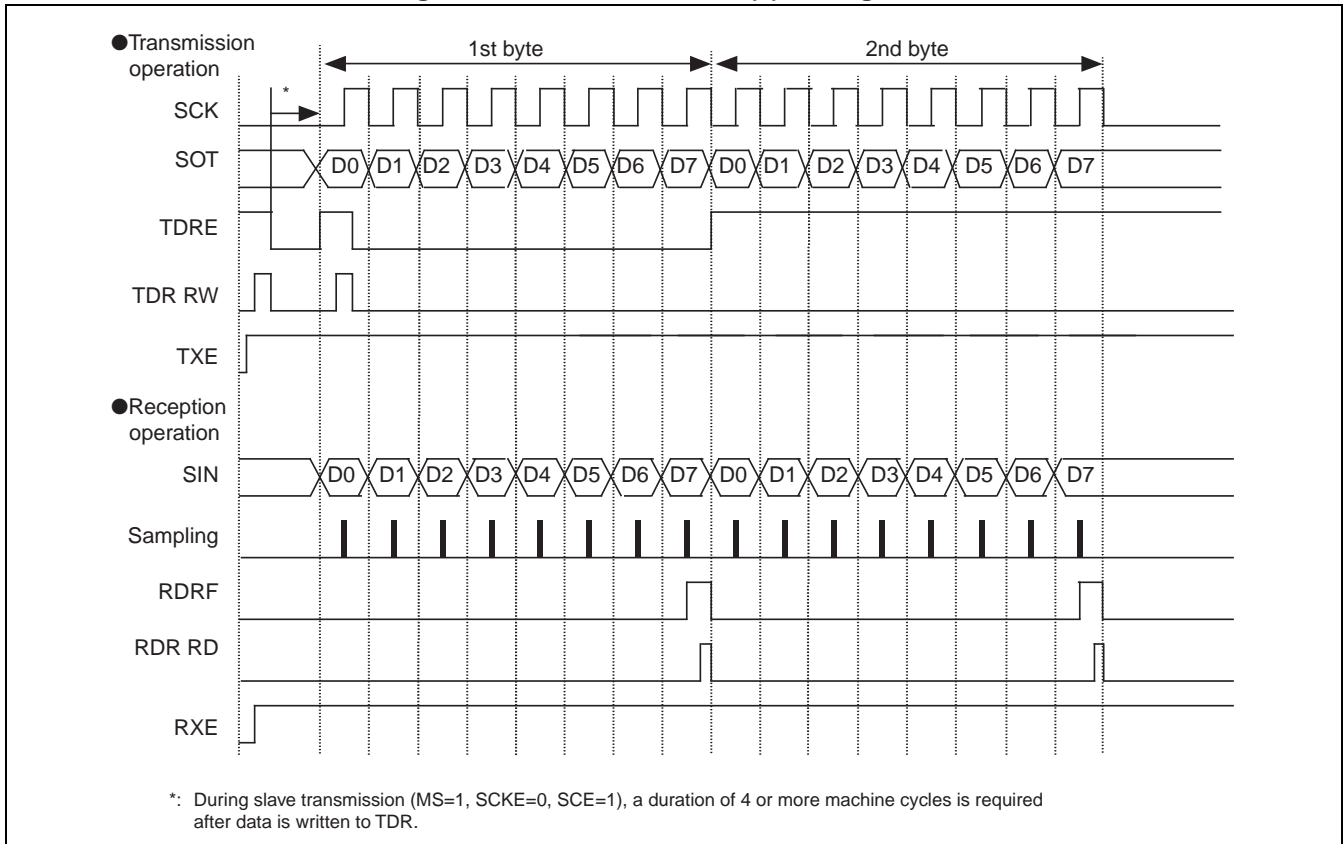 ●Transmission
operation
1st byte
2nd byte
*
SCK
SOT
D0 D1 D2 D3 D4 D5 D6 D7 D0 D1 D2 D3 D4 D5 D6 D7
TDRE
TDR RW
TXE
●Reception
operation
SIN
D0 D1 D2 D3 D4 D5 D6 D7 D0 D1 D2 D3 D4 D5 D6 D7
Sampling
RDRF
RDR RD
RXE
*: During slave transmission (MS=1, SCKE=0, SCE=1), a duration of 4 or more machine cycles is required
after data is written to TDR.